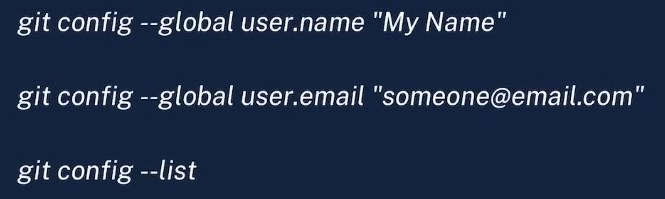 git config --global user.name "My Name"
git config --global user.email "someone@email.com"
git config --list